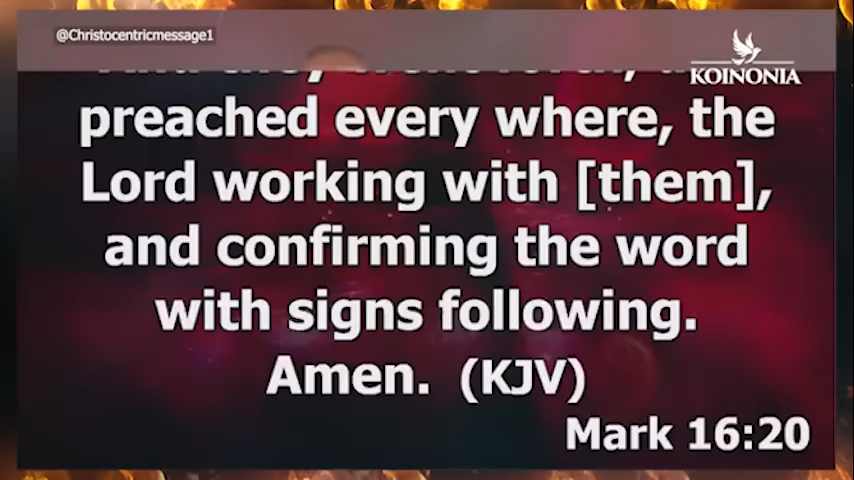 @Christocentricmessage1
KOINONIA
preached every where, the
Lord working with [them],
and confirming the word
with signs following.
Amen. (KJV)
Mark 16:20